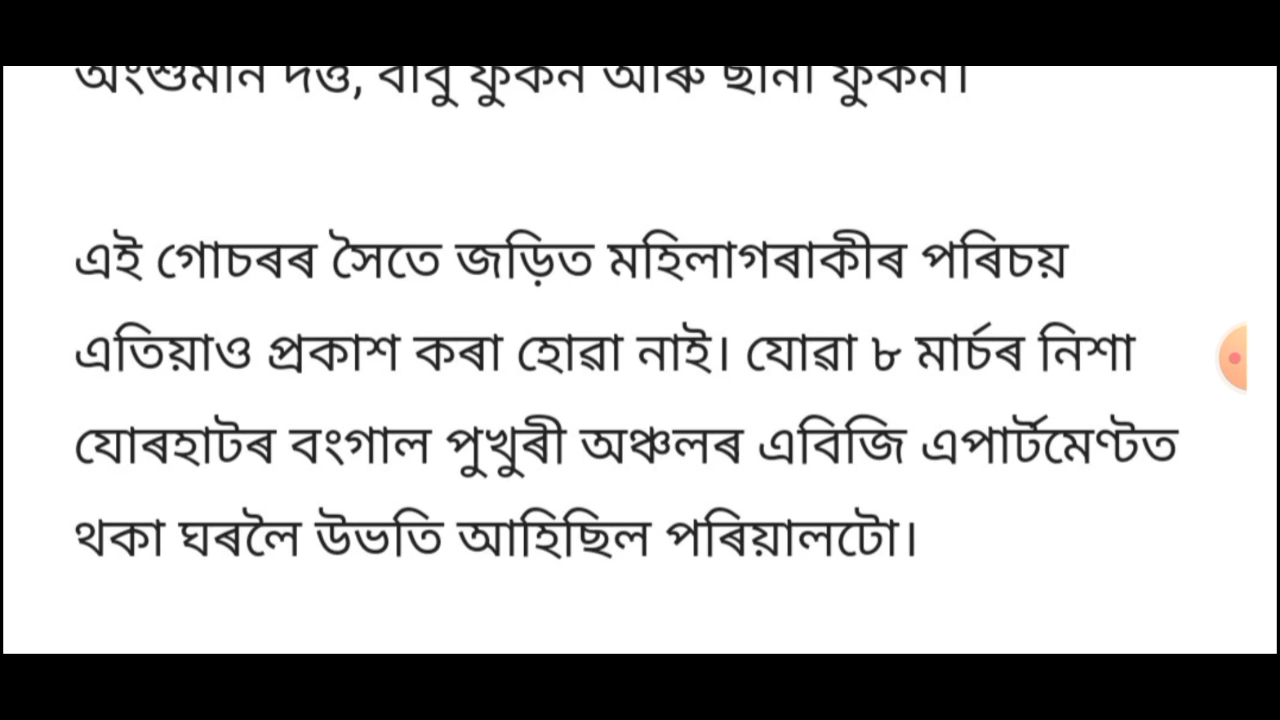 অংশুমান দত্ত, বাবু ফুকন আৰু ছানা ফুকন।
এই গোচৰৰ সৈতে জড়িত মহিলাগৰাকীৰ পৰিচয়
এতিয়াও প্ৰকাশ কৰা হোৱা নাই। যোৱা ৮ মাৰ্চৰ নিশা
যোৰহাটৰ বংগাল পুখুৰী অঞ্চলৰ এবিজি এপাৰ্টমেণ্টত
থকা ঘৰলৈ উভতি আহিছিল পৰিয়ালটো।